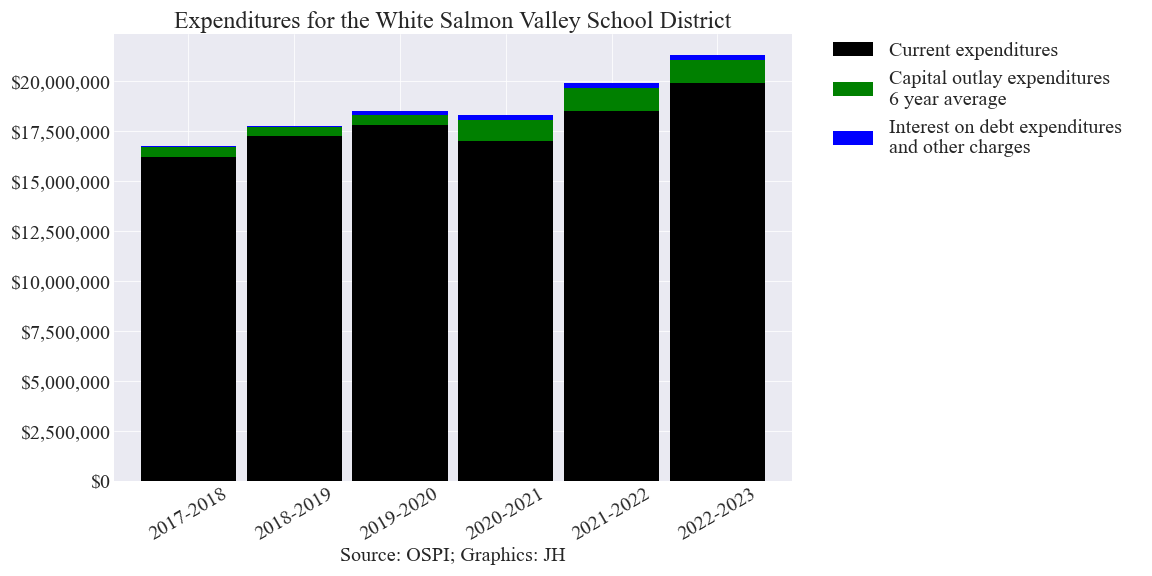 Expenditures for the White Salmon Valley School District
$20,000,000
$17,500,000
$15,000,000
$12,500,000
$10,000,000
$7,500,000
$5,000,000
$2,500,000
$0
2017-2018
2018-2019
2019-2020
2020-2021
2021-2022
2022-2023
Source: OSPI; Graphics: JH
Current expenditures
Capital outlay expenditures
6 year average
Interest on debt expenditures
and other charges